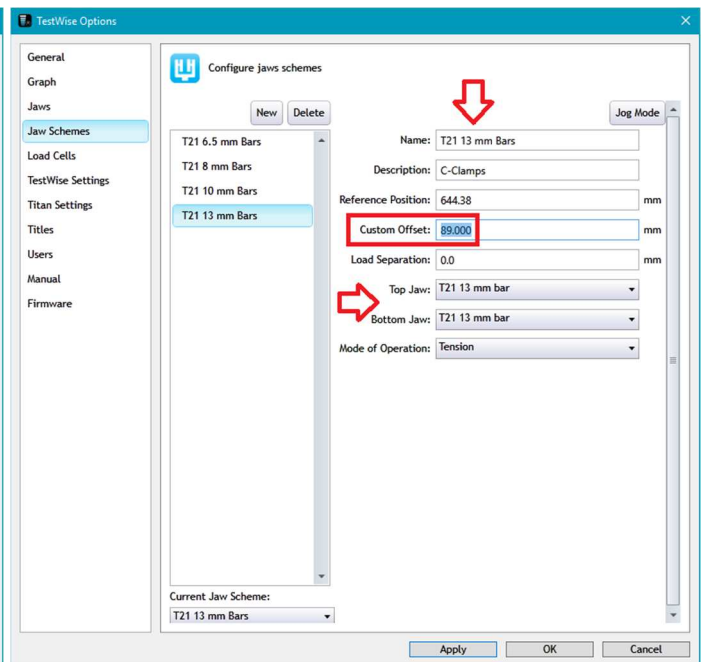 TestWise Options
General
Graph
Jaws
Jaw Schemes
Load Cells
TestWise Settings
Titan Settings
Titles
Users
Manual
Firmware
Configure jaws schemes
New Delete
Jog Mode
T21 6.5 mm Bars
T21 8 mm Bars
T21 10 mm Bars
T21 13 mm Bars
Name: T21 13 mm Bars
Description: C-Clamps
Reference Position: 644.38 mm
Custom Offset: 89.000 mm
Load Separation: 0.0 mm
Top Jaw: T21 13 mm bar
Bottom Jaw: T21 13 mm bar
Mode of Operation: Tension
Current Jaw Scheme:
T21 13 mm Bars
Apply OK Cancel